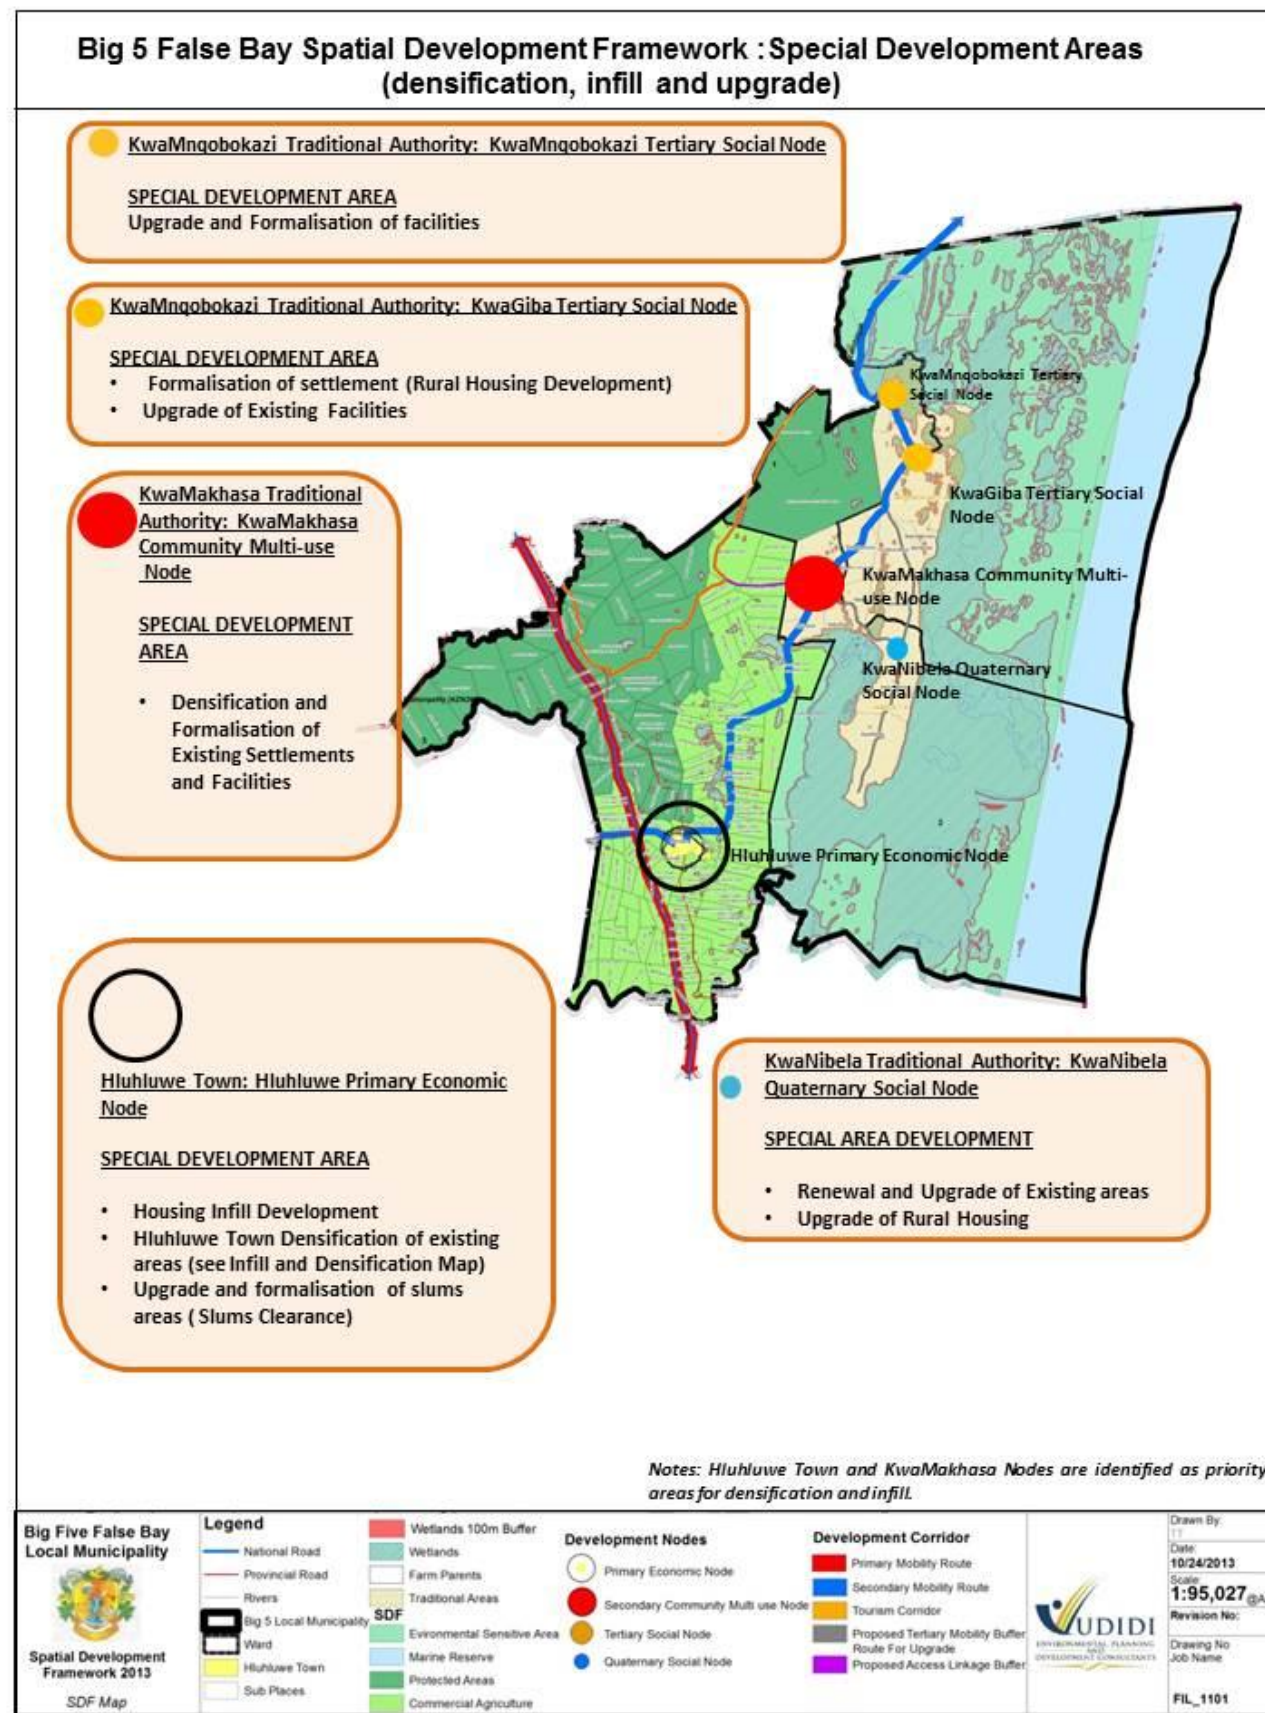 Big 5 False Bay Spatial Development Framework : Special Development Areas
(densification, infill and upgrade)
KwaMnqobokazi Traditional Authority: KwaMnqobokazi Tertiary Social Node
SPECIAL DEVELOPMENT AREA
Upgrade and Formalisation of facilities
KwaMnqobokazi Traditional Authority: KwaGiba Tertiary Social Node
SPECIAL DEVELOPMENT AREA
• Formalisation of settlement (Rural Housing Development)
• Upgrade of Existing Facilities
KwaMakhasa Traditional
Authority: KwaMakhasa
Community Multi-use
Node
SPECIAL DEVELOPMENT
AREA
• Densification and
Formalisation of
Existing Settlements
and Facilities
KwaMnqobokazi Tertiary
Social Node
KwaGiba Tertiary Social
Node
KwaMakhasa Community Multi-
use Node
KwaNibela Quaternary
Social Node
Hluhluwe Primary Economic Node
Hluhluwe Town: Hluhluwe Primary Economic
Node
SPECIAL DEVELOPMENT AREA
• Housing Infill Development
• Hluhluwe Town Densification of existing
areas (see Infill and Densification Map)
• Upgrade and formalisation of slums
areas ( Slums Clearance)
KwaNibela Traditional Authority: KwaNibela
Quaternary Social Node
SPECIAL AREA DEVELOPMENT
• Renewal and Upgrade of Existing areas
• Upgrade of Rural Housing
Notes: Hluhluwe Town and KwaMakhasa Nodes are identified as priority
areas for densification and infill.
Big Five False Bay
Local Municipality
Spatial Development
Framework 2013
SDF Map
Legend
National Road
Provincial Road
Rivers
Big 5 Local Municipality
Ward
Hluhluwe Town
Sub Places
Wetlands 100m Buffer
Wetlands
Farm Parents
Traditional Areas
SDF
Evironmental Sensitive Area
Marine Reserve
Protected Areas
Commercial Agriculture
Development Nodes
Primary Economic Node
Secondary Community Multi use Node
Tertiary Social Node
Quaternary Social Node
Development Corridor
Primary Mobility Route
Secondary Mobility Route
Tourism Corridor
Proposed Tertiary Mobility Buffer
Route For Upgrade
Proposed Access Linkage Buffer
VUDIDI
ENVIRONMENTAL PLANNING
AND
DEVELOPMENT CONSULTANTS
Drawn By:
TT
Date:
10/24/2013
Scale:
1:95,027 @A
Revision No:
Drawing No
Job Name
FIL_1101